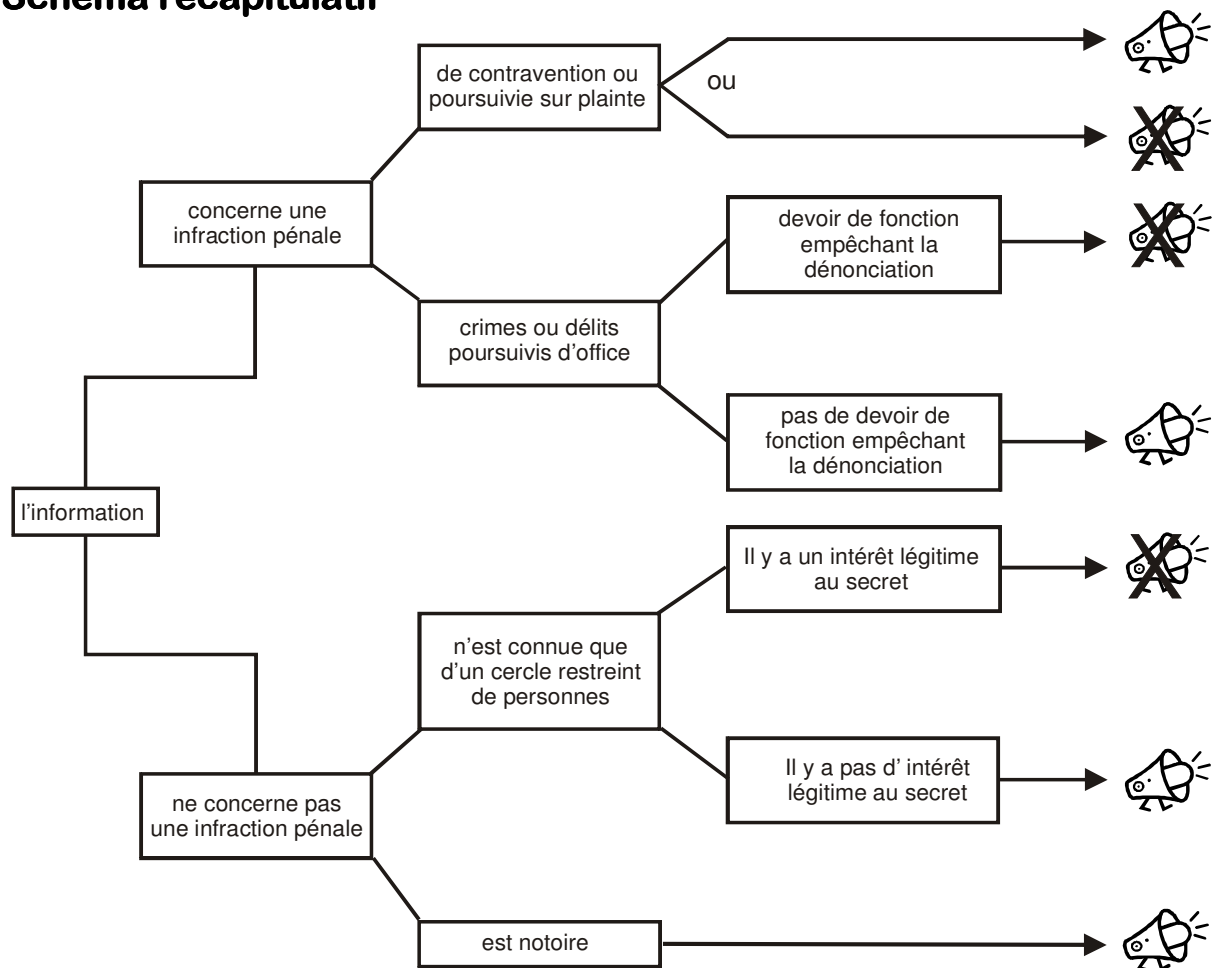 Schéma récapitulatif
de contravention ou
poursuivie sur plainte
ou
concerne une
infraction pénale
devoir de fonction
empêchant la
dénonciation
crimes ou délits
poursuivis d'office
pas de devoir de
fonction empêchant
la dénonciation
l'information
Il y a un intérêt légitime
au secret
n'est connue que
d'un cercle restreint
de personnes
Il y a pas d' intérêt
légitime au secret
ne concerne pas
une infraction pénale
est notoire